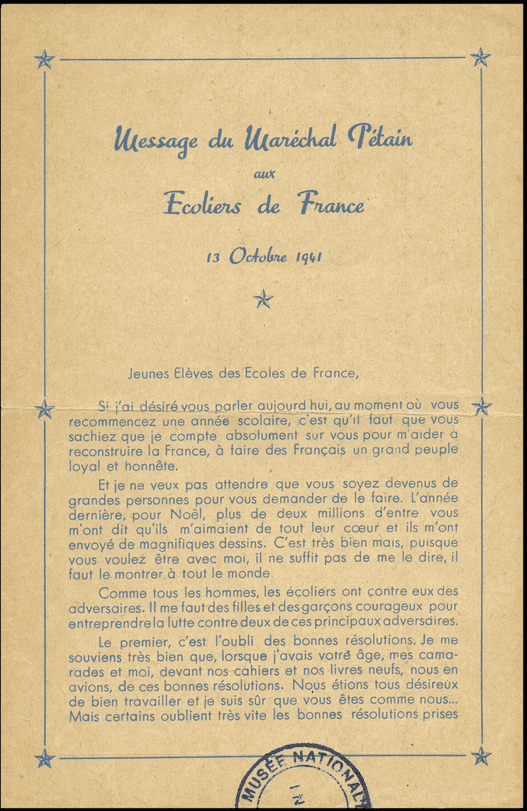 Message du Maréchal Pétain
aux
Ecoliers de France
13 Octobre 1941
Jeunes Elèves des Ecoles de France,
Si j'ai désiré vous parler aujourd hui, au moment où vous
recommencez une année scolaire, c'est qu'il faut que vous
sachiez que je compte absolument sur vous pour m'aider a
reconstruire la France, à faire des Français un grand peuple
loyal et honnête.
Et je ne veux pas attendre que vous soyez devenus de
grandes personnes pour vous demander de le faire. L'année
dernière, pour Noël, plus de deux millions d'entre vous
m'ont dit qu'ils m'aimaient de tout leur cœur et ils m'ont
envoyé de magnifiques dessins. C'est très bien mais, puisque
vous voulez être avec moi, il ne suffit pas de me le dire, il
faut le montrer à tout le monde
Comme tous les hommes, les écoliers ont contre eux des
adversaires. Il me faut des filles et des garçons courageux pour
entreprendre la lutte contre deux de ces principaux adversaires.
Le premier, c'est l'oubli des bonnes résolutions. Je me
souviens très bien que, lorsque j'avais votre âge, mes cama-
rades et moi, devant nos cahiers et nos livres neufs, nous en
avions, de ces bonnes résolutions. Nous étions tous désireux
de bien travailler et je suis sûr que vous êtes comme nous...
Mais certains oublient très vite les bonnes résolutions prises
MUSÉE NATIONAL